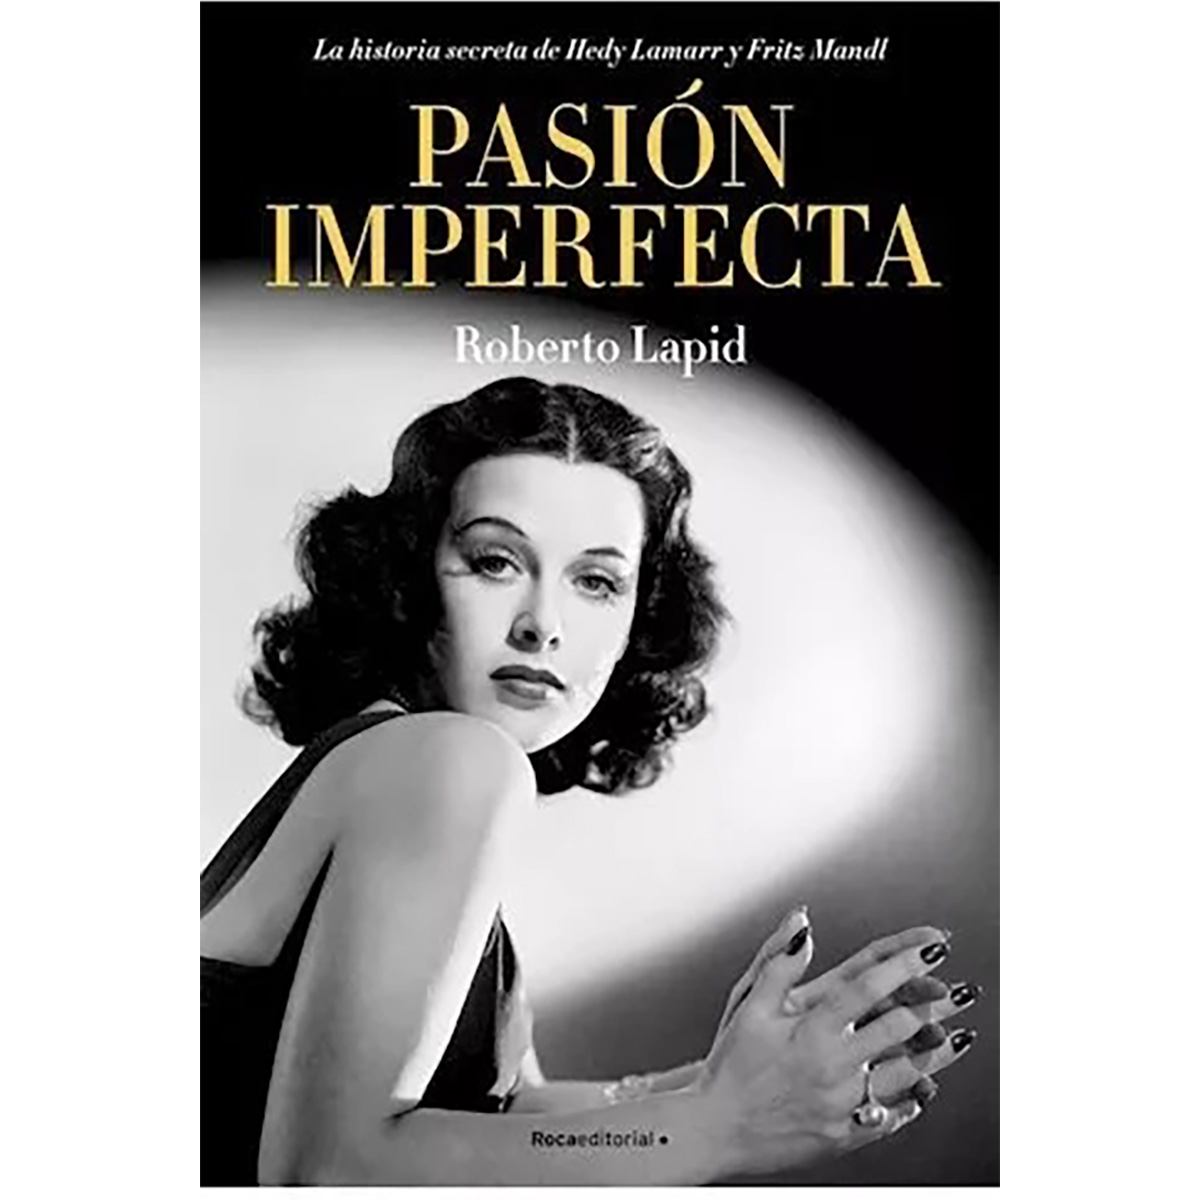 La historia secreta de Hedy Lamarr y Fritz Mandl
PASIÓN
IMPERFECTA
Roberto Lapid
Rocaeditorial